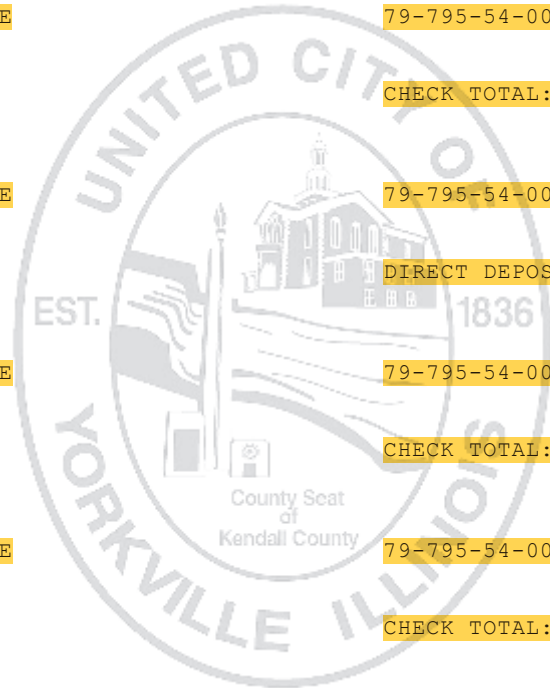 E 79-795-54-00
CHECK TOTAL:
E 79-795-54-00
DIRECT DEPOS
E 79-795-54-00
CHECK TOTAL:
E 79-795-54-00
CHECK TOTAL:
UNITED CITY OF
EST. 1836
County Seat
of
Kendall County
YORKVILLE ILLINOIS